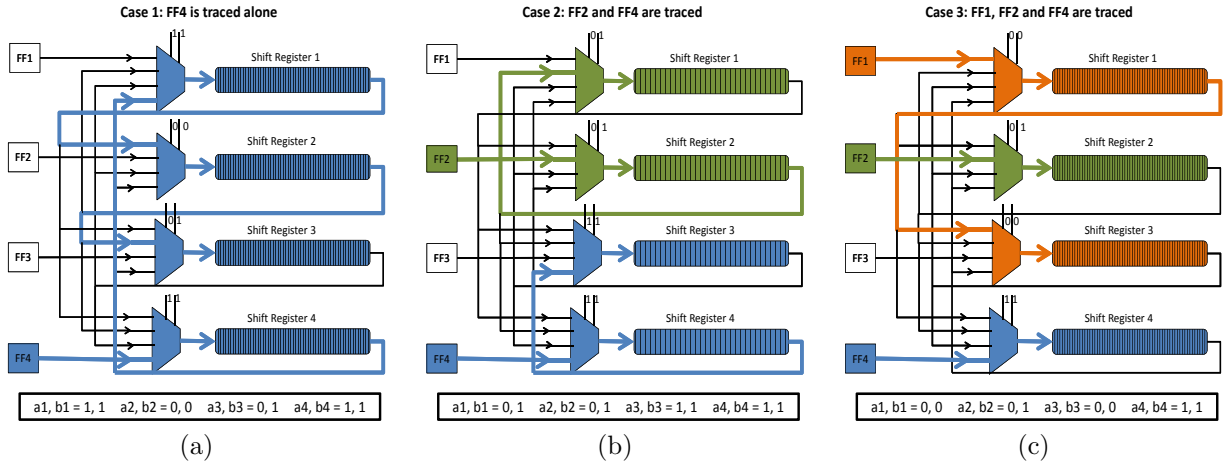 Case 1: FF4 is traced alone
1 1
FF1
Shift Register 1
0 0
FF2
Shift Register 2
0 1
FF3
Shift Register 3
1 1
FF4
Shift Register 4
a1, b1 = 1, 1 a2, b2 = 0, 0 a3, b3 = 0, 1 a4, b4 = 1, 1
(a)
Case 2: FF2 and FF4 are traced
0 1
FF1
Shift Register 1
0 1
FF2
Shift Register 2
1 1
FF3
Shift Register 3
1 1
FF4
Shift Register 4
a1, b1 = 0, 1 a2, b2 = 0, 1 a3, b3 = 1, 1 a4, b4 = 1, 1
(b)
Case 3: FF1, FF2 and FF4 are traced
0 0
FF1
Shift Register 1
0 1
FF2
Shift Register 2
0 0
FF3
Shift Register 3
1 1
FF4
Shift Register 4
a1, b1 = 0, 0 a2, b2 = 0, 1 a3, b3 = 0, 0 a4, b4 = 1, 1
(c)